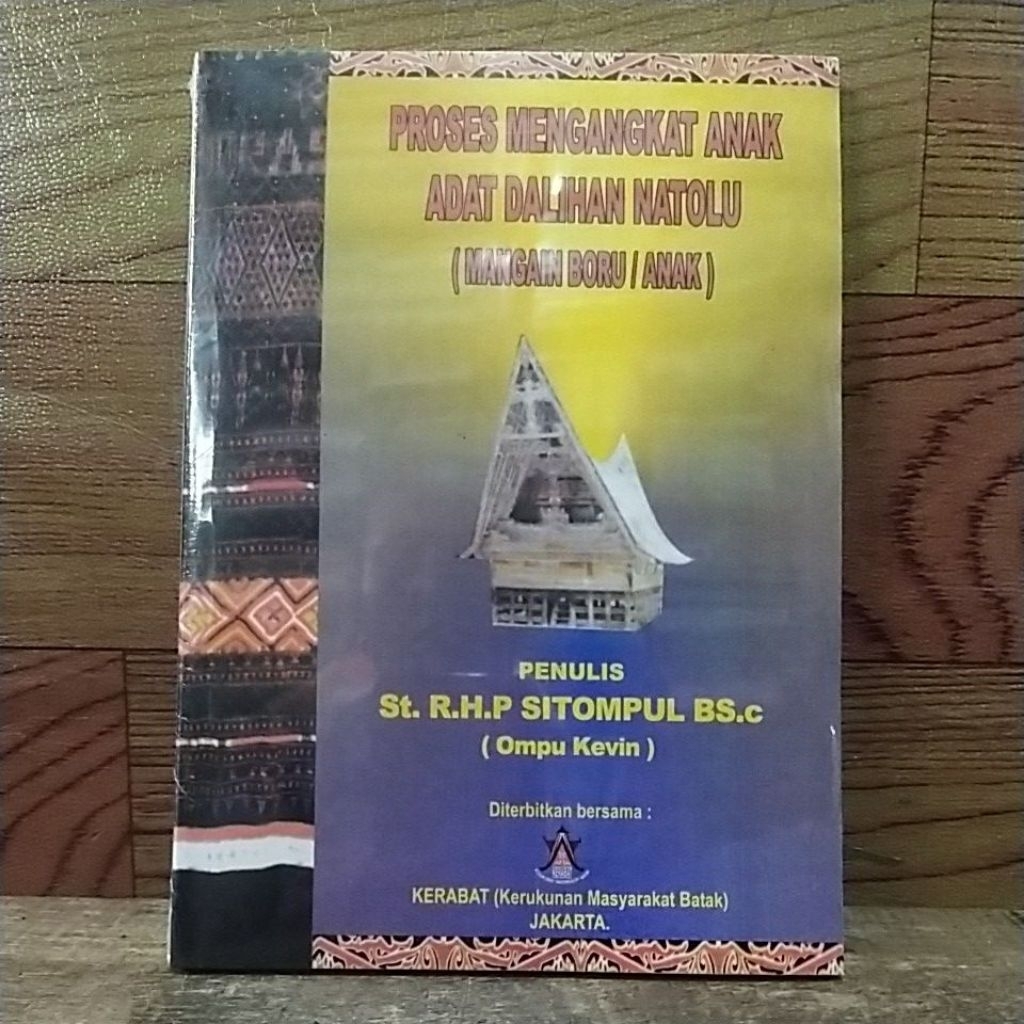 PROSES MENGANGKAT ANAK
ADAT DALIHAN NATOLU
( MANGAIN BORU / ANAK )
PENULIS
St. R.H.P SITOMPUL BS.c
( Ompu Kevin )
Diterbitkan bersama :
KERABAT (Kerukunan Masyarakat Batak)
JAKARTA.